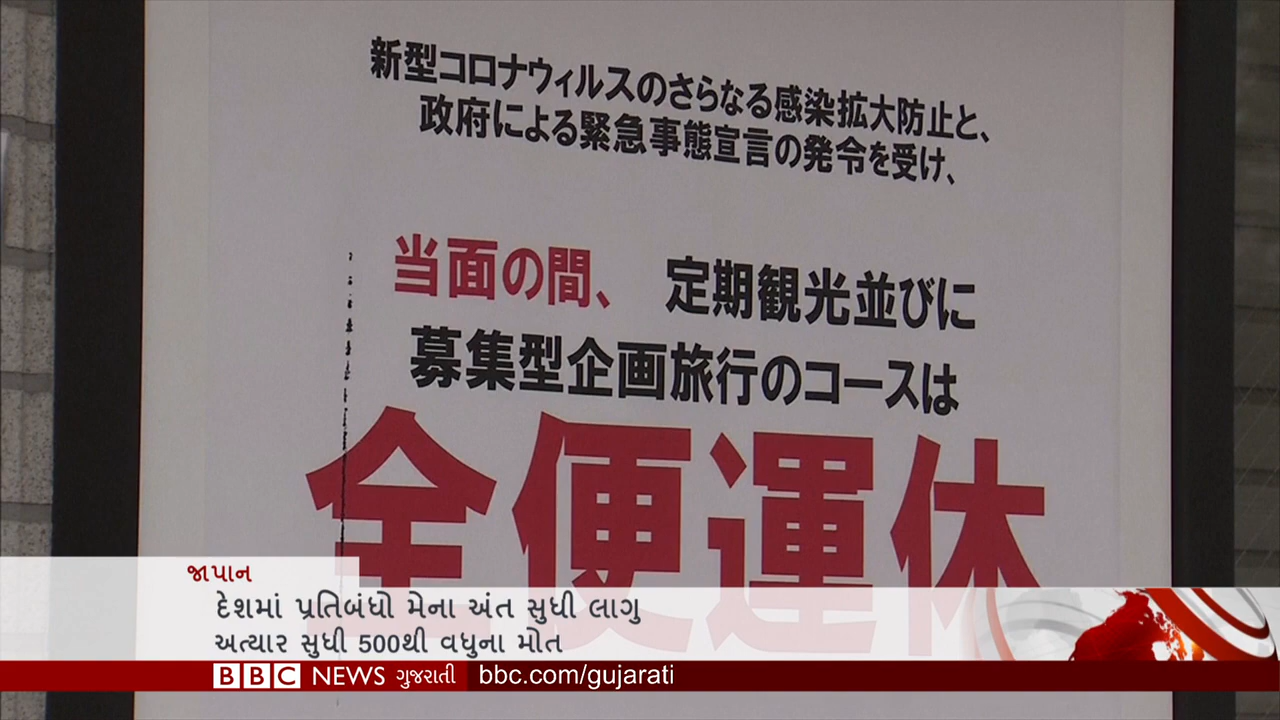 新型コロナウィルスのさらなる感染拡大防止と、
政府による緊急事態宣言の発令を受け、
当面の間、 定期観光並びに
募集型企画旅行のコースは
全便運休
જાપાન
દેશમાં પ્રતિબંધો મેના અંત સુધી લાગુ
અત્યાર સુધી 500થી વધુના મોત
BBC NEWS ગુજરાતી bbc.com/gujarati